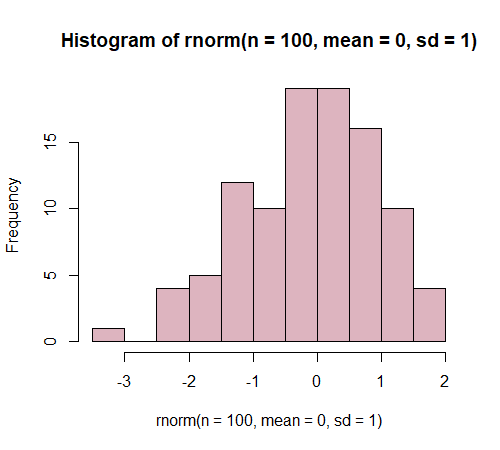 Histogram of rnorm(n = 100, mean = 0, sd = 1)
Frequency
15
10
5
0
-3 -2 -1 0 1 2
rnorm(n = 100, mean = 0, sd = 1)